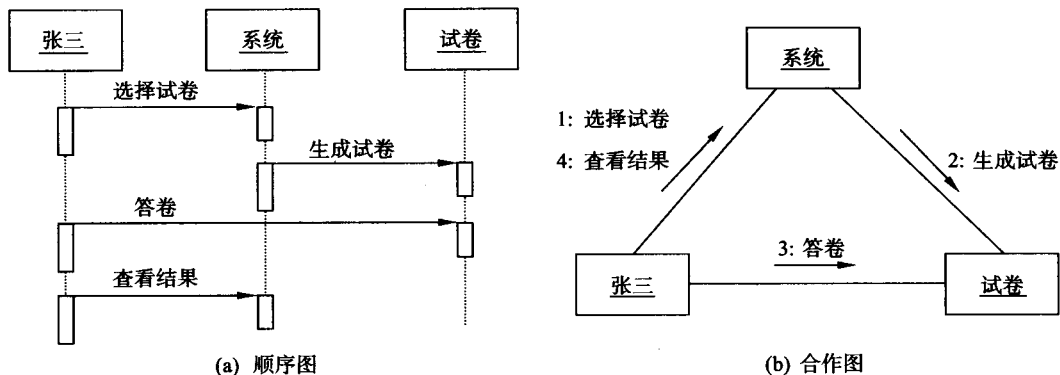 张三
系统
试卷
选择试卷
生成试卷
答卷
查看结果
(a) 顺序图
系统
1: 选择试卷
4: 查看结果
2: 生成试卷
3: 答卷
张三
试卷
(b) 合作图